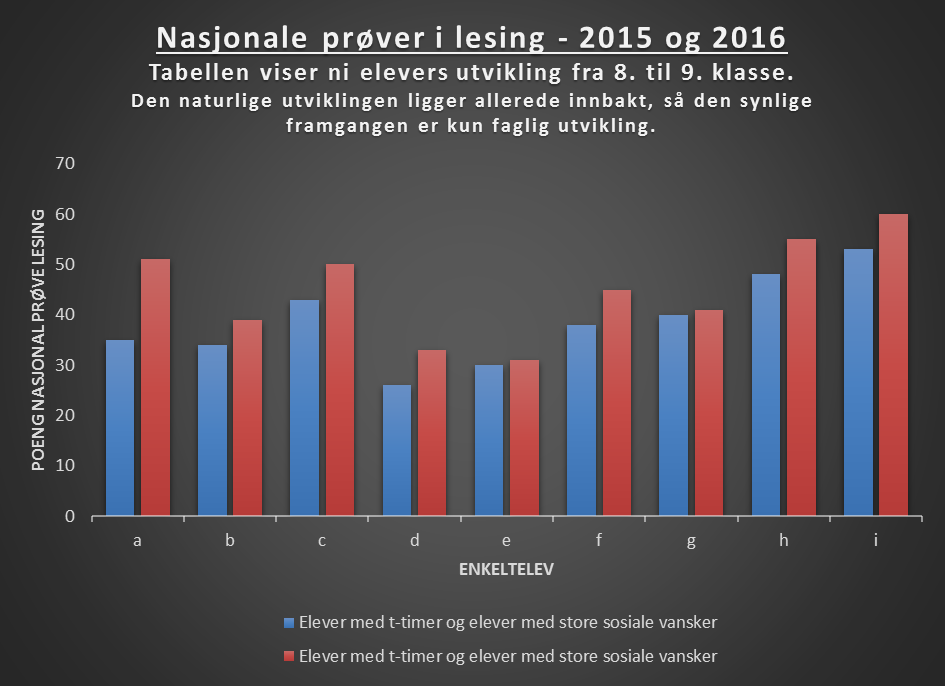 Nasjonale prøver i lesing - 2015 og 2016
Tabellen viser ni elevers utvikling fra 8. til 9. klasse.
Den naturlige utviklingen ligger allerede innbakt, så den synlige
framgangen er kun faglig utvikling.
POENG NASJONAL PRØVE LESING
70
60
50
40
30
20
10
0
a b c d e f g h i
ENKELTELEV
Elever med t-timer og elever med store sosiale vansker
Elever med t-timer og elever med store sosiale vansker